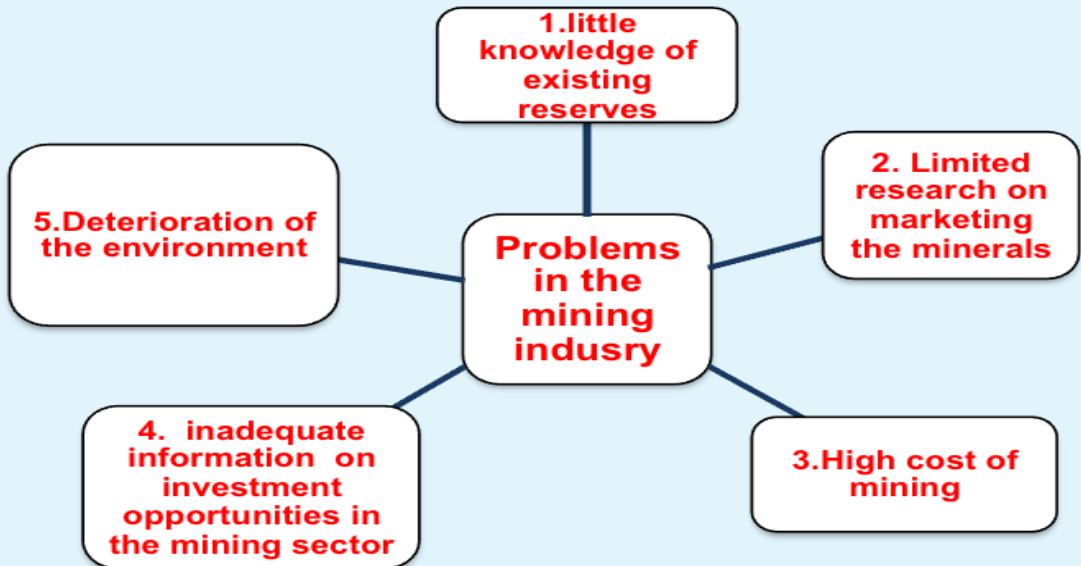 1.little
knowledge of
existing
reserves
2. Limited
research on
marketing
the minerals
5.Deterioration of
the environment
Problems
in the
mining
indusry
4. inadequate
information on
investment
opportunities in
the mining sector
3.High cost of
mining